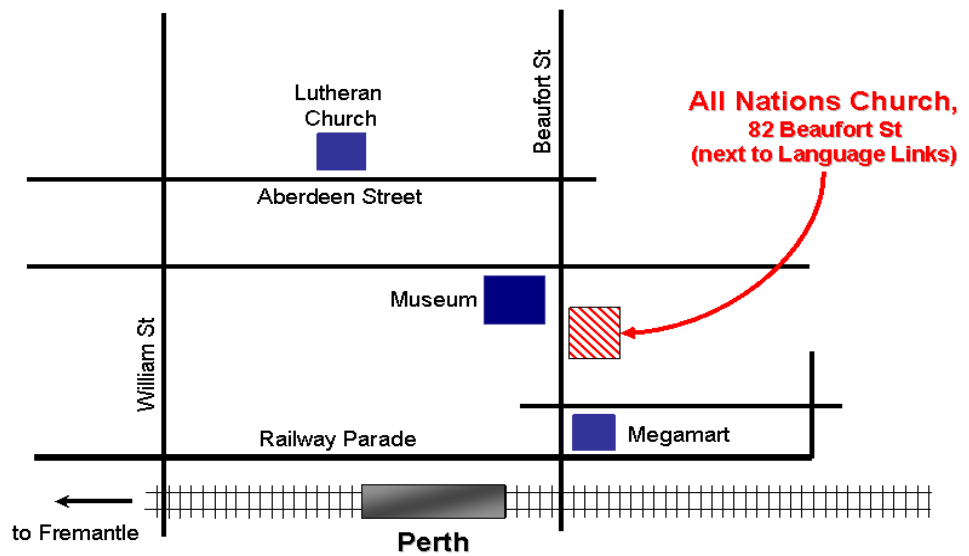 Beaufort St
Lutheran
Church
All Nations Church,
82 Beaufort St
(next to Language Links)
Aberdeen Street
Museum
William St
Railway Parade
Megamart
to Fremantle
Perth